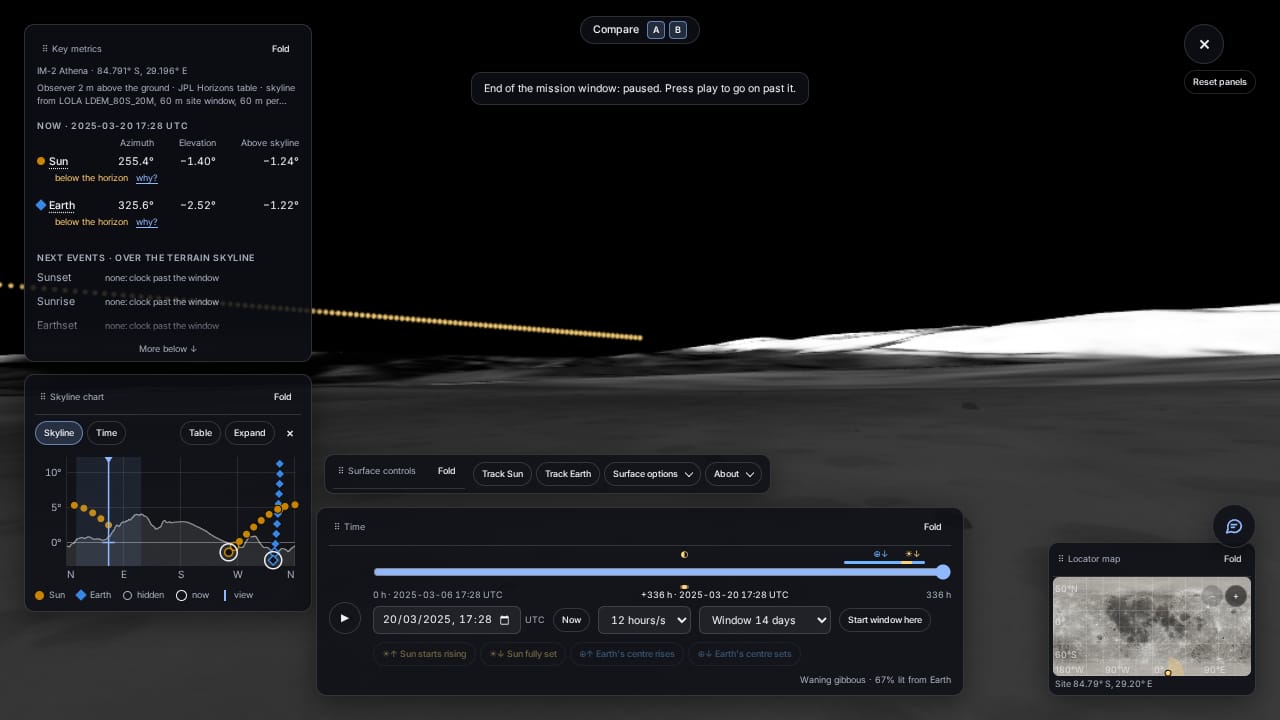 Compare A B
⠿ Key metrics Fold
IM-2 Athena · 84.791° S, 29.196° E
Observer 2 m above the ground · JPL Horizons table · skyline
from LOLA LDEM_80S_20M, 60 m site window, 60 m per...
NOW · 2025-03-20 17:28 UTC
Azimuth Elevation Above skyline
Sun 255.4° −1.40° −1.24°
below the horizon why?
Earth 325.6° −2.52° −1.22°
below the horizon why?
NEXT EVENTS · OVER THE TERRAIN SKYLINE
Sunset none: clock past the window
Sunrise none: clock past the window
Earthset none: clock past the window
More below ↓
End of the mission window: paused. Press play to go on past it.
×
Reset panels
⠿ Skyline chart Fold
Skyline Time Table Expand ×
10°
5°
0°
N E S W N
Sun Earth hidden now view
⠿ Surface controls Fold Track Sun Track Earth Surface options About
⠿ Time Fold
◐ ⊕↓ ☀↓
0 h · 2025-03-06 17:28 UTC +336 h · 2025-03-20 17:28 UTC 336 h
▶ 20/03/2025, 17:28 UTC Now 12 hours/s Window 14 days Start window here
☀↑ Sun starts rising ☀↓ Sun fully set ⊕↑ Earth's centre rises ⊕↓ Earth's centre sets
Waning gibbous · 67% lit from Earth
⠿ Locator map Fold
60°N
− +
0°
60°S
180°W 90°W 0° 90°E
Site 84.79° S, 29.20° E